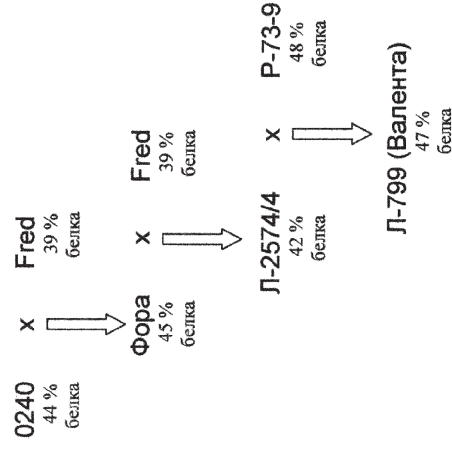 0240
44 %
белка
x
Fred
39 %
белка
Фора
45 %
белка
x
Fred
39 %
белка
Л-2574/4
42 %
белка
x
Р-73-9
48 %
белка
Л-799 (Валента)
47 %
белка